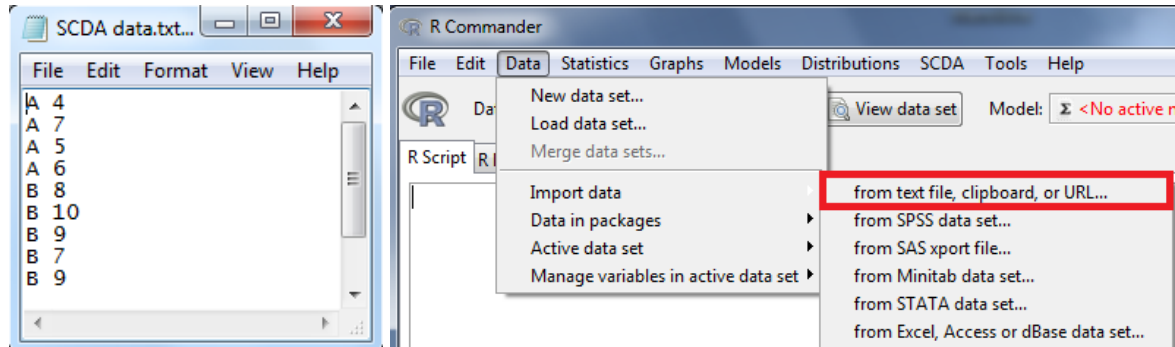 SCDA data.txt...
File Edit Format View Help
A 4
A 7
A 5
A 6
B 8
B 10
B 9
B 7
B 9
R Commander
File Edit Data Statistics Graphs Models Distributions SCDA Tools Help
Da View data set Model: Σ <No active m
New data set...
Load data set...
Merge data sets...
R Script R
Import data
Data in packages
Active data set
Manage variables in active data set
from text file, clipboard, or URL...
from SPSS data set...
from SAS xport file...
from Minitab data set...
from STATA data set...
from Excel, Access or dBase data set...